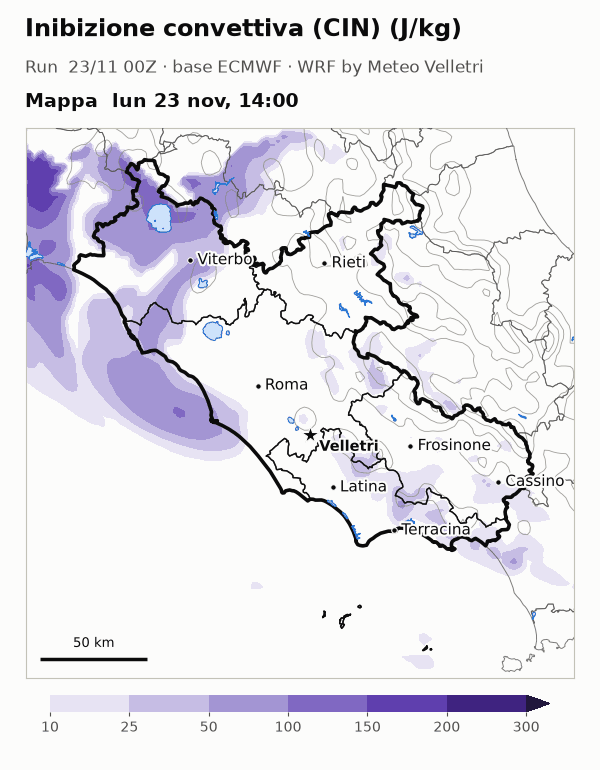 Inibizione convettiva (CIN) (J/kg)
Run 23/11 00Z · base ECMWF · WRF by Meteo Velletri
Mappa lun 23 nov, 14:00
Viterbo
Rieti
Roma
Velletri
Frosinone
Cassino
Latina
Terracina
50 km
10 25 50 100 150 200 300